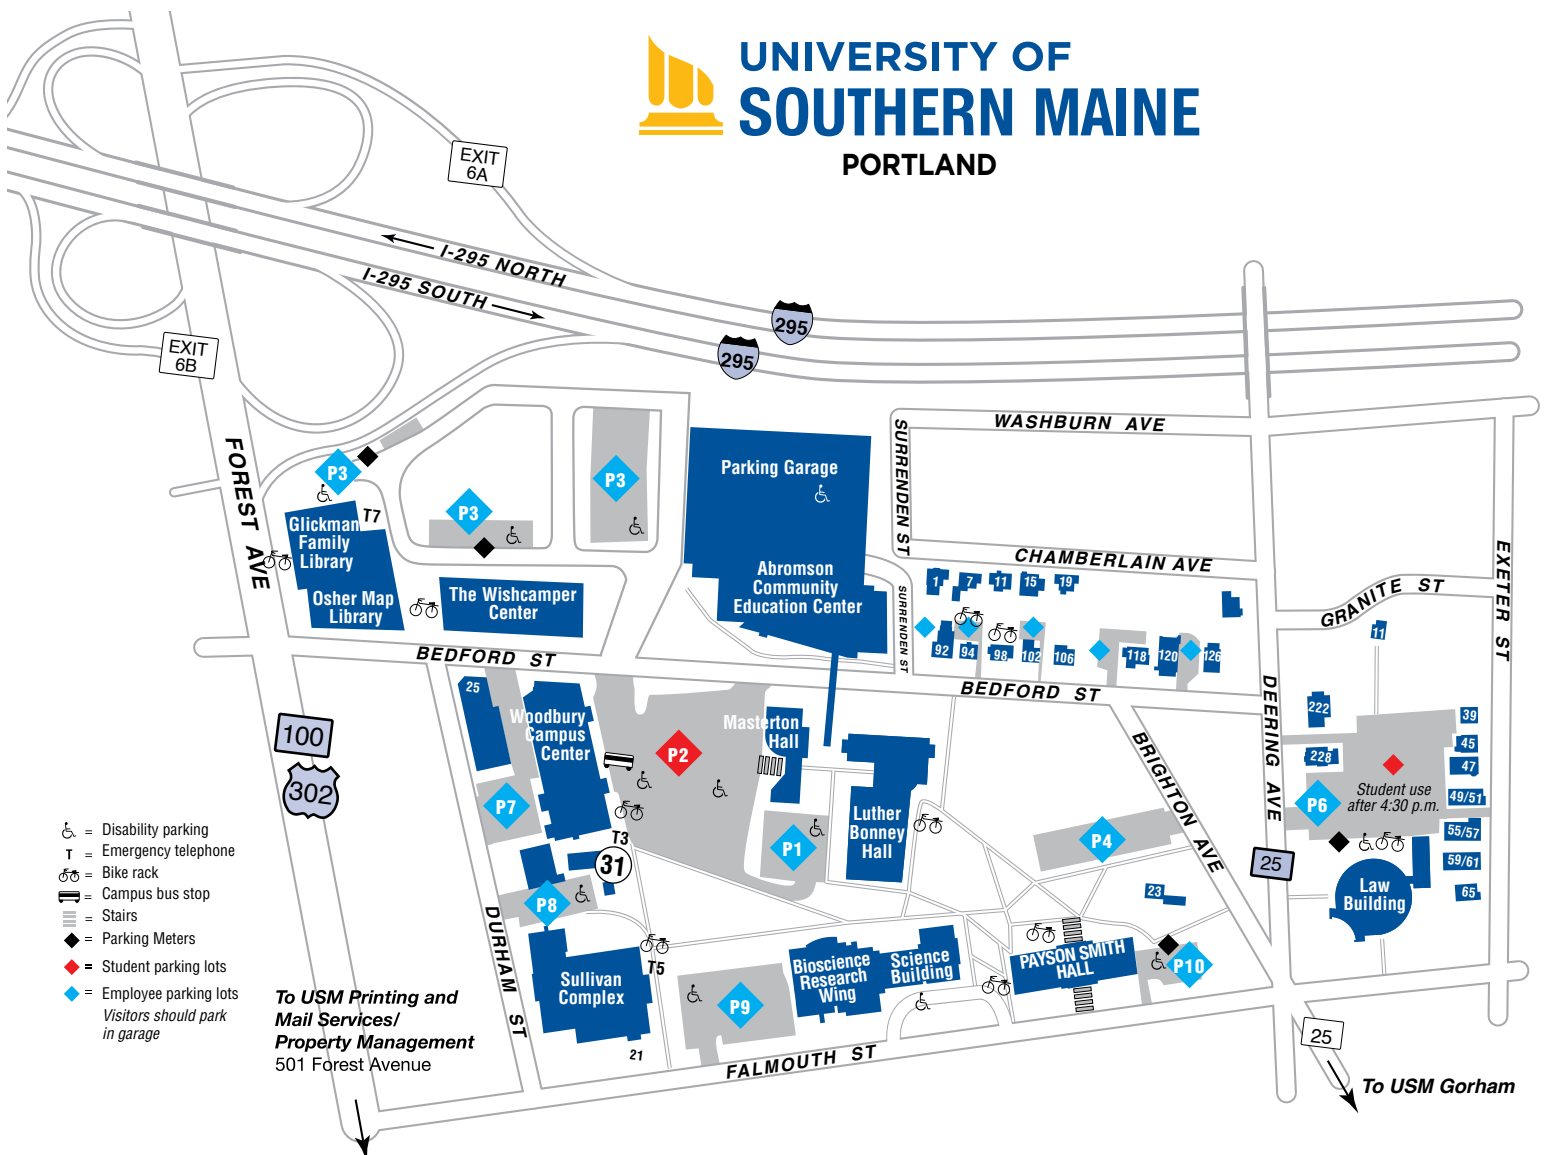 UNIVERSITY OF
SOUTHERN MAINE
PORTLAND
EXIT
6A
I-295 NORTH
I-295 SOUTH
295
295
EXIT
6B
WASHBURN AVE
SURRENDEN ST
FOREST AVE
P3
P3
P3
T7
Parking Garage
Glickman
Family
Library
Osher Map
Library
The Wishcamper
Center
Abromson
Community
Education Center
CHAMBERLAIN AVE
EXETER ST
GRANITE ST
SURRENDEN ST
1
7
11
15
19
11
92
94
98
102
106
118
120
126
BEDFORD ST
BEDFORD ST
DEERING AVE
25
Woodbury
Campus
Center
Masterton
Hall
P2
BRIGHTON AVE
222
228
39
45
47
49/51
55/57
59/61
65
Student use
after 4:30 p.m.
P6
100
302
P7
T3
31
P1
Luther
Bonney
Hall
P4
25
Law
Building
23
P8
DURHAM ST
Sullivan
Complex
T5
21
P9
Bioscience
Research
Wing
Science
Building
PAYSON SMITH
HALL
P10
FALMOUTH ST
25
To USM Gorham
= Disability parking
T = Emergency telephone
= Bike rack
= Campus bus stop
= Stairs
= Parking Meters
= Student parking lots
= Employee parking lots
Visitors should park
in garage
To USM Printing and
Mail Services/
Property Management
501 Forest Avenue